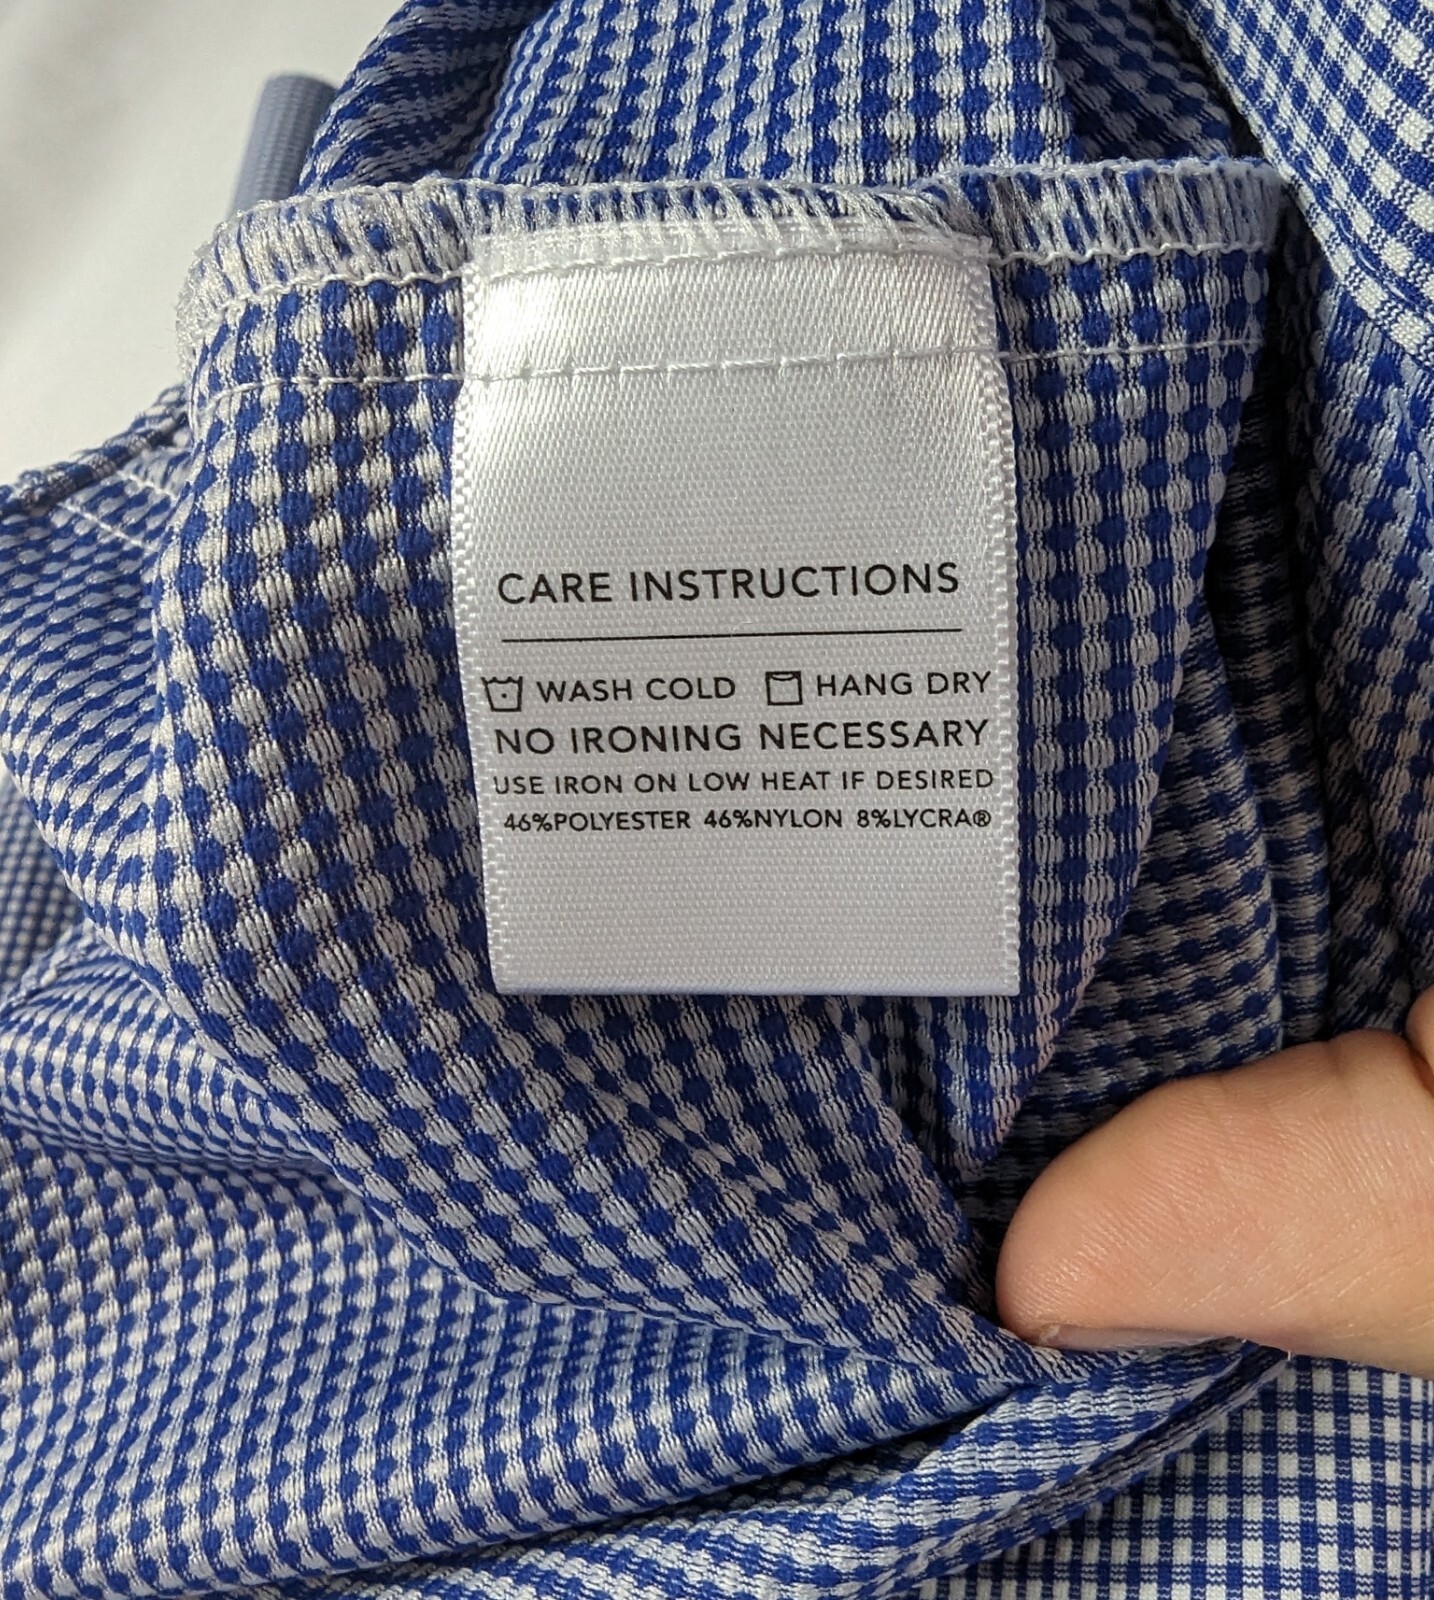 CARE INSTRUCTIONS
WASH COLD HANG DRY
NO IRONING NECESSARY
USE IRON ON LOW HEAT IF DESIRED
46%POLYESTER 46%NYLON 8%LYCRA®